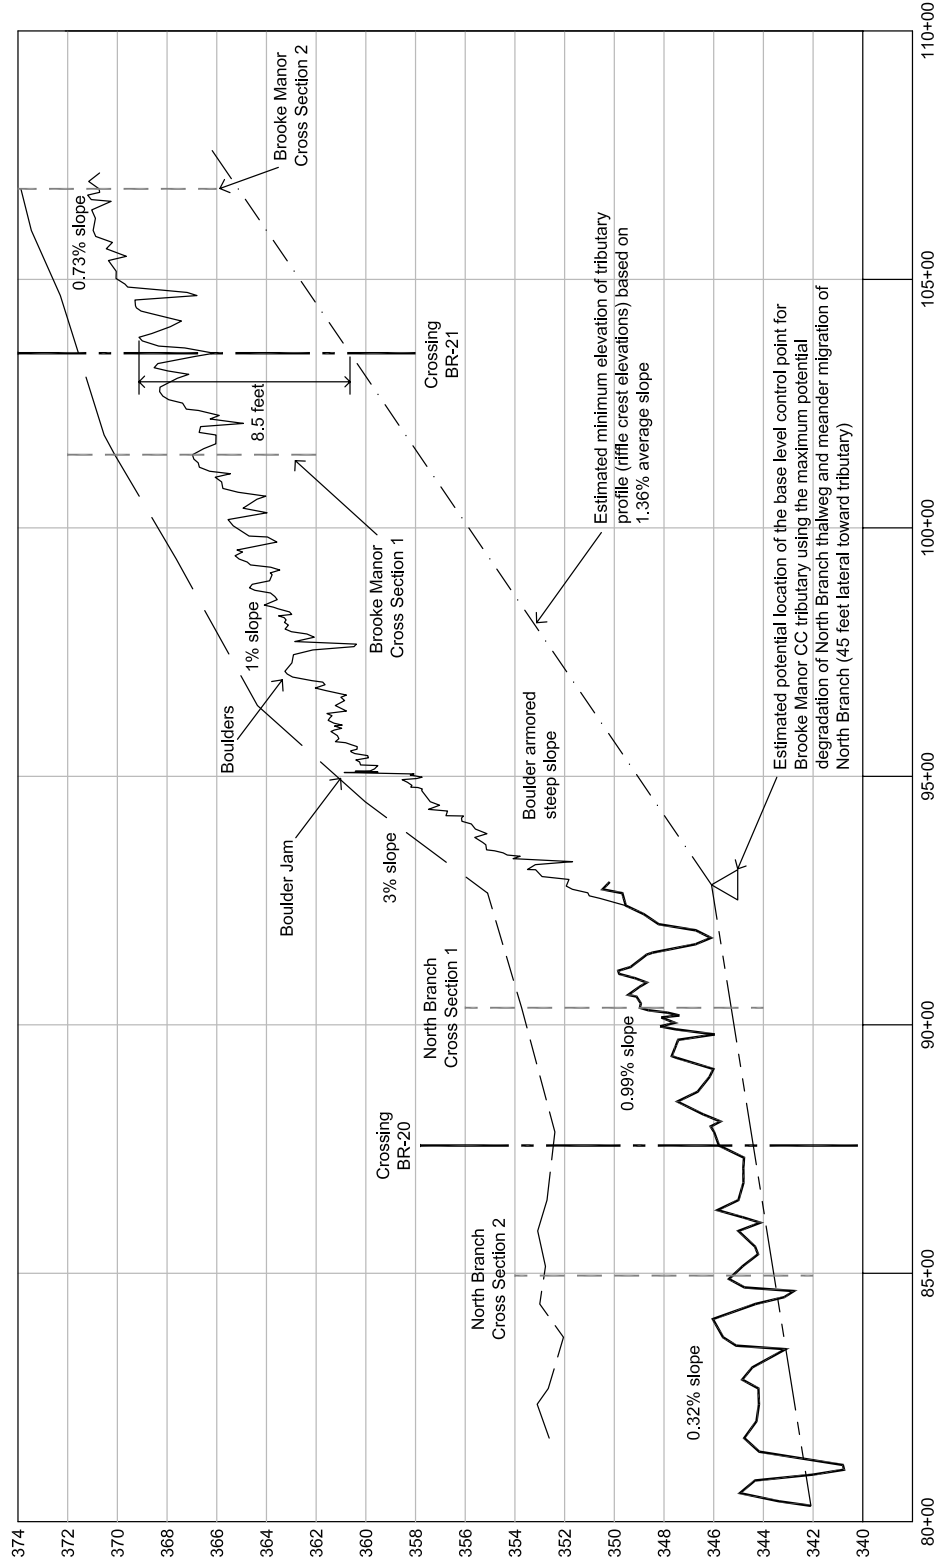 374
372
370
368
366
364
362
360
358
356
354
352
350
348
346
344
342
340
80+00
85+00
90+00
95+00
100+00
105+00
110+00
0.32% slope
North Branch
Cross Section 2
Crossing
BR-20
0.99% slope
North Branch
Cross Section 1
3% slope
Boulder Jam
Boulders
1% slope
Boulder armored
steep slope
Brooke Manor
Cross Section 1
8.5 feet
Crossing
BR-21
0.73% slope
Brooke Manor
Cross Section 2
Estimated minimum elevation of tributary
profile (riffle crest elevations) based on
1.36% average slope
Estimated potential location of the base level control point for
Brooke Manor CC tributary using the maximum potential
degradation of North Branch thalweg and meander migration of
North Branch (45 feet lateral toward tributary)